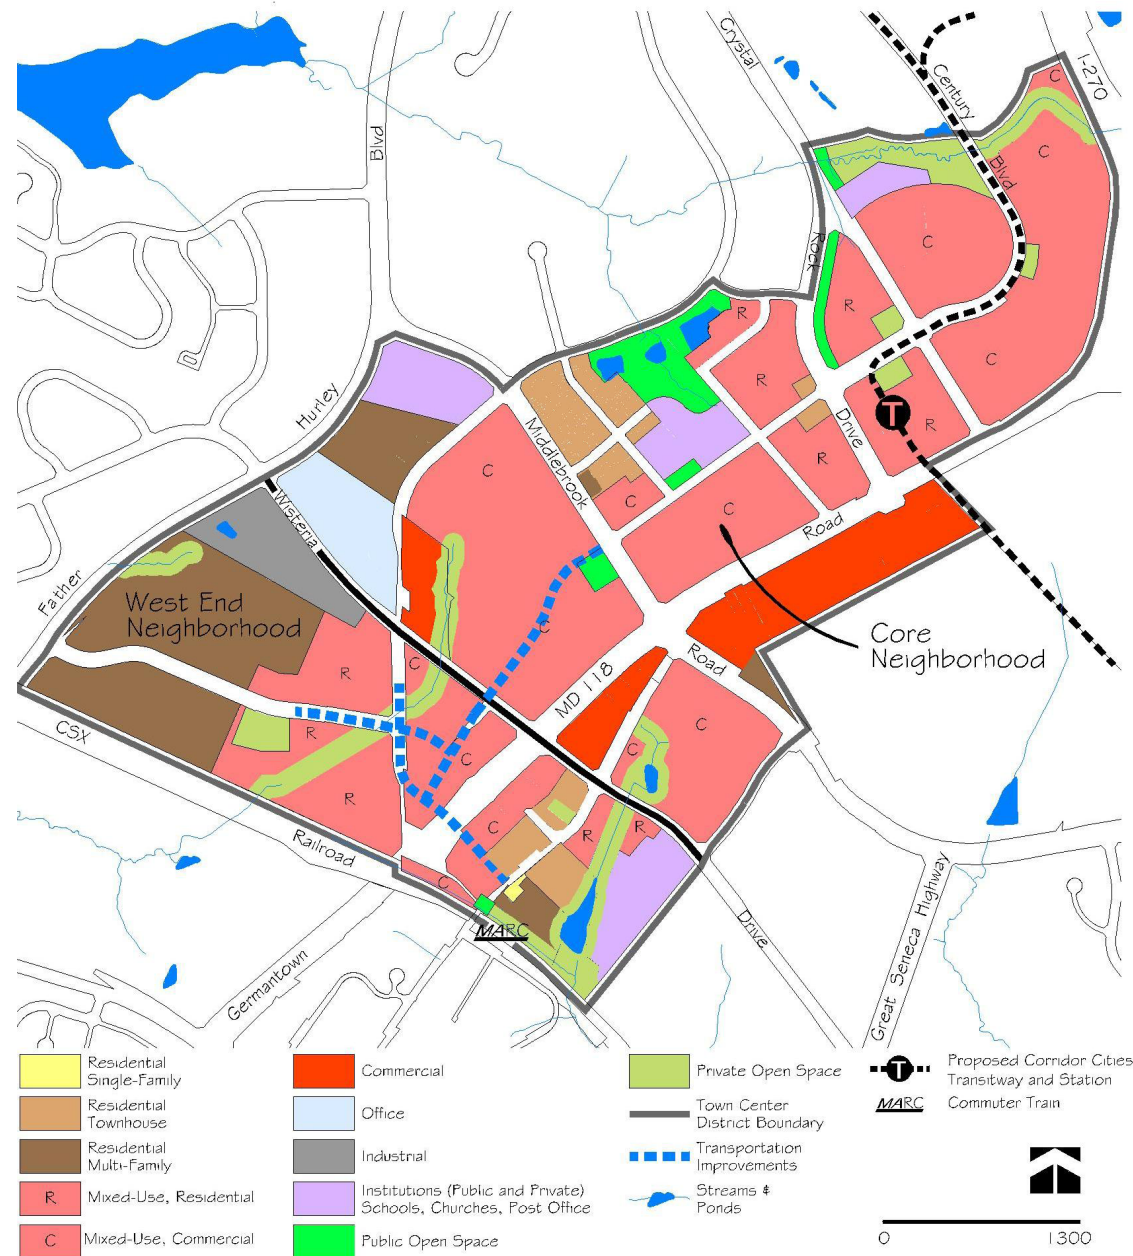 Crystal
Century
Blvd
I-270
Blvd
C
C
C
Rock
R
R
C
R
Hurley
Middlebrook
Drive
T
R
C
R
C
C
Road
Wisteria
Father
West End
Neighborhood
C
Core
Neighborhood
Road
C
R
MD 118
C
CSX
R
C
C
R
C
R
R
Railroad
C
MARC
Drive
Great Seneca Highway
Germantown
Residential
Single-Family
Residential
Townhouse
Residential
Multi-Family
R
Mixed-Use, Residential
C
Mixed-Use, Commercial
Commercial
Office
Industrial
Institutions (Public and Private)
Schools, Churches, Post Office
Public Open Space
Private Open Space
Town Center
District Boundary
Transportation
Improvements
Streams &
Ponds
T
Proposed Corridor Cities
Transitway and Station
MARC
Commuter Train
0
1300